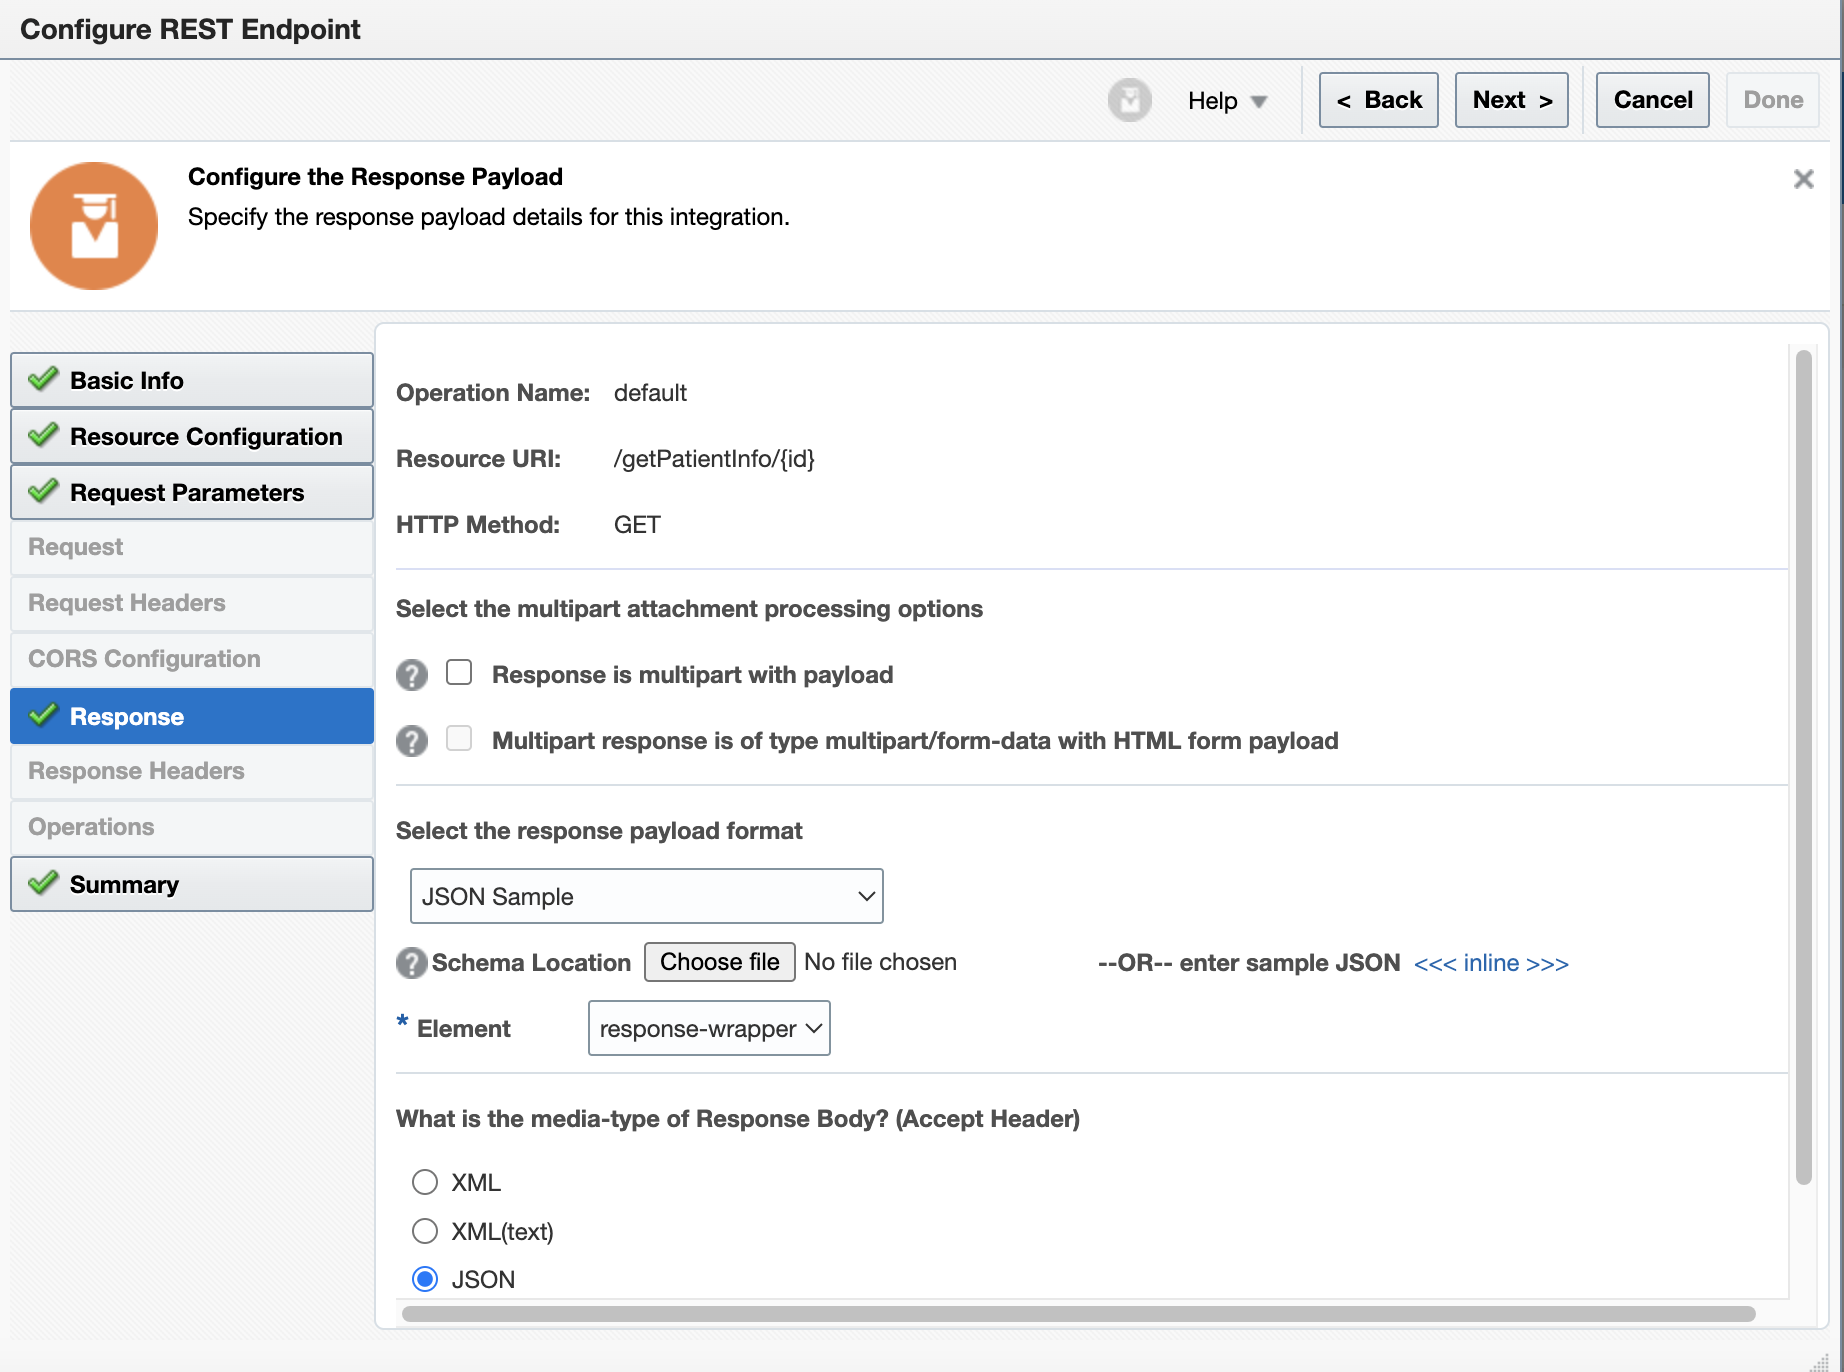 Configure REST Endpoint
Help
< Back
Next >
Cancel
Done
Configure the Response Payload
Specify the response payload details for this integration.
Basic Info
Resource Configuration
Request Parameters
Request
Request Headers
CORS Configuration
Response
Response Headers
Operations
Summary
Operation Name: default
Resource URI: /getPatientInfo/{id}
HTTP Method: GET
Select the multipart attachment processing options
? Response is multipart with payload
? Multipart response is of type multipart/form-data with HTML form payload
Select the response payload format
JSON Sample
? Schema Location Choose file No file chosen --OR-- enter sample JSON <<< inline >>>
* Element response-wrapper
What is the media-type of Response Body? (Accept Header)
XML
XML(text)
JSON